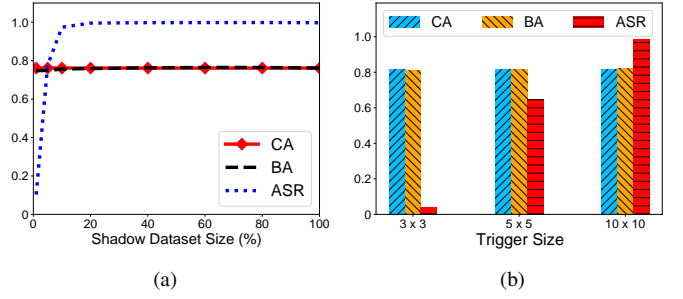 1.0
0.8
0.6
0.4
0.2
0
0 20 40 60 80 100
Shadow Dataset Size (%)
CA
BA
ASR
(a)
CA BA ASR
1.0
0.8
0.6
0.4
0.2
0
3 x 3 5 x 5 10 x 10
Trigger Size
(b)